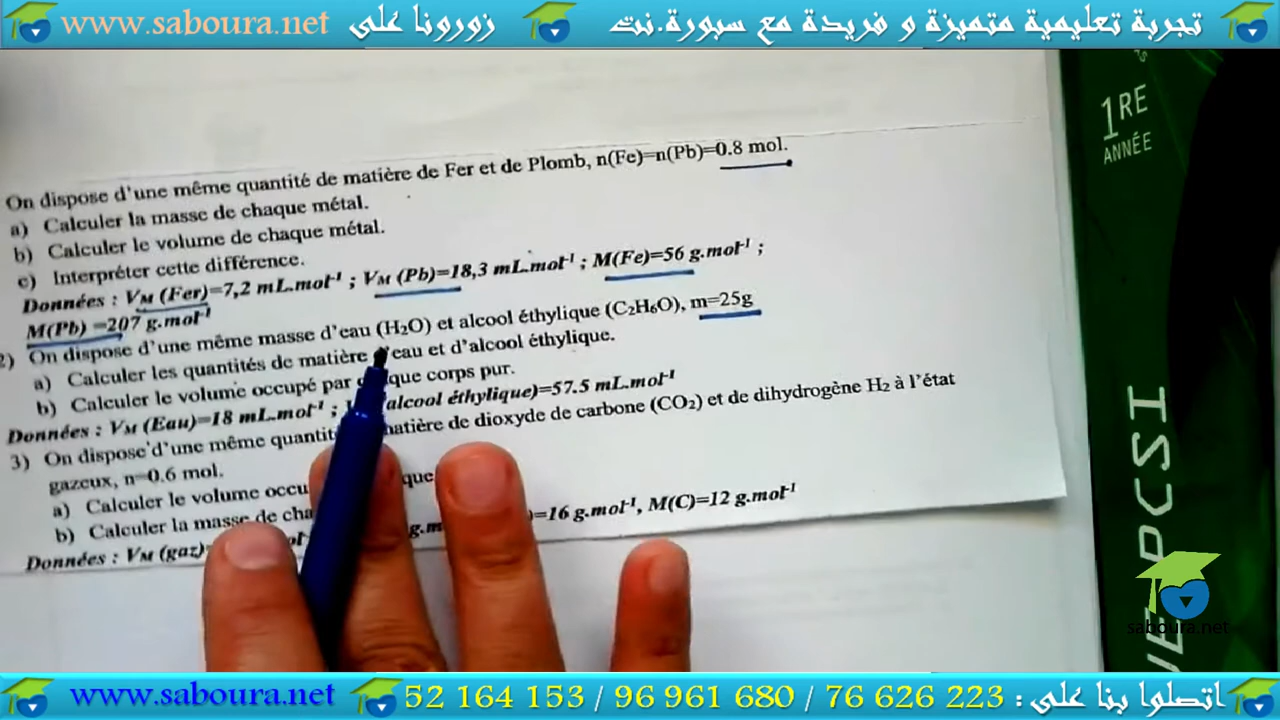 www.saboura.net زورونا على تجربة تعليمية متميزة و فريدة مع سبورة.نت
1RE
ANNÉE
On dispose d'une même quantité de matière de Fer et de Plomb, n(Fe)=n(Pb)=0.8 mol.
a) Calculer la masse de chaque métal.
b) Calculer le volume de chaque métal.
c) Interpréter cette différence.
Données : VM (Fer)=7,2 mL.mol-1 ; VM (Pb)=18,3 mL.mol-1 ; M(Fe)=56 g.mol-1 ;
M(Pb) =207 g.mol-1
2) On dispose d'une même masse d'eau (H2O) et alcool éthylique (C2H6O), m=25g
a) Calculer les quantités de matière eau et d'alcool éthylique.
b) Calculer le volume occupé par que corps pur.
Données : VM (Eau)=18 mL.mol-1 ; alcool éthylique)=57.5 mL.mol-1
3) On dispose d'une même quantit matière de dioxyde de carbone (CO2) et de dihydrogène H2 à l'état
gazeux, n=0.6 mol.
a) Calculer le volume occu que
b) Calculer la masse de cha
Données : VM (gaz) =16 g.mol-1, M(C)=12 g.mol-1
saboura.net
www.saboura.net 52 164 153 / 96 961 680 / 76 626 223 : اتصلوا بنا على